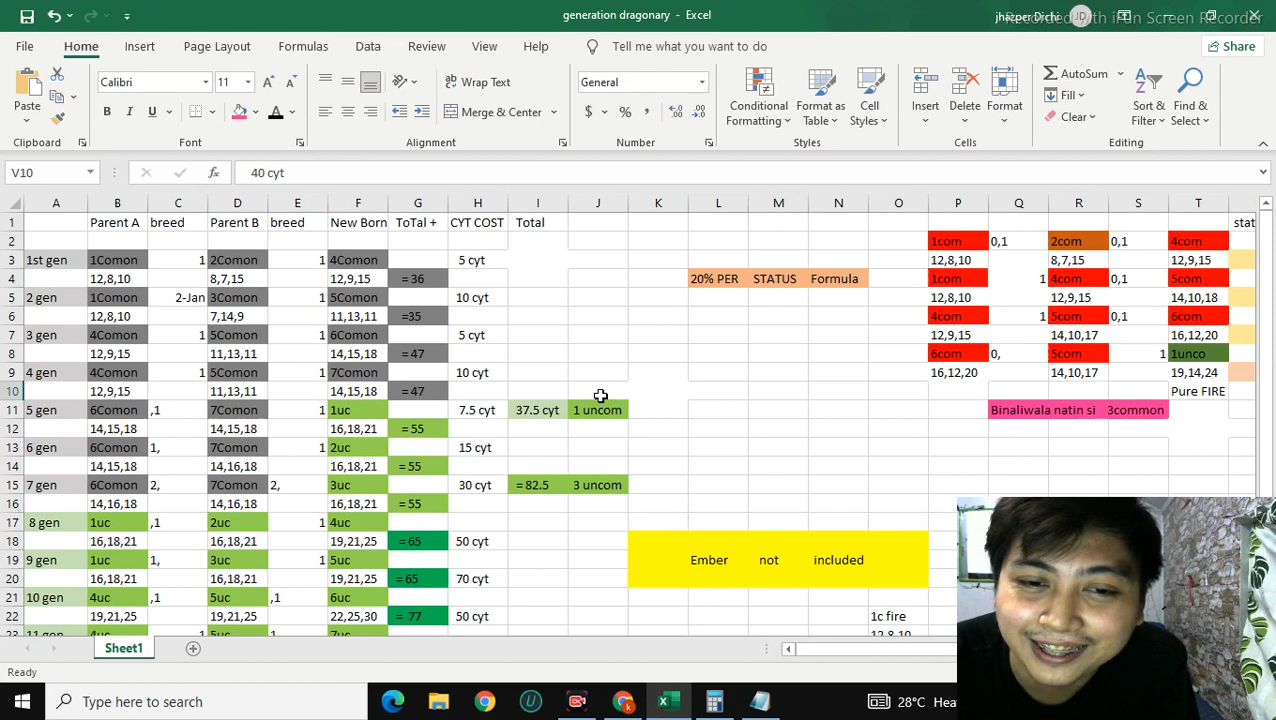 generation dragonary - Excel
jhazper Dichi JD
Recorded with iFun Screen Recorder
File Home Insert Page Layout Formulas Data Review View Help Tell me what you want to do Share
Calibri 11 Wrap Text General Conditional Formatting Format as Table Cell Styles Insert Delete Format AutoSum Fill Clear Sort & Filter Find & Select
Paste B I U Merge & Center $ %
Clipboard Font Alignment Number Styles Cells Editing
V10 fx 40 cyt
A B C D E F G H I J K L M N O P Q R S T
1 Parent A breed Parent B breed New Born ToTal + CYT COST Total stat
2 1com 0,1 2com 0,1 4com
3 1st gen 1Comon 1 2Comon 4Comon 5 cyt 12,8,10 8,7,15 12,9,15
4 12,8,10 8,7,15 12,9,15 = 36 20% PER STATUS Formula 1com 1 4com 0,1 5com
5 2 gen 1Comon 2-Jan 3Comon 1 5Comon 10 cyt 12,8,10 12,9,15 14,10,18
6 12,8,10 7,14,9 11,13,11 =35 4com 1 5com 0,1 6com
7 3 gen 4Comon 1 5Comon 1 6Comon 5 cyt 12,9,15 14,10,17 16,12,20
8 12,9,15 11,13,11 14,15,18 = 47 6com 0, 5com 1 1unco
9 4 gen 4Comon 1 5Comon 1 7Comon 10 cyt 16,12,20 14,10,17 19,14,24
10 12,9,15 11,13,11 14,15,18 = 47 Pure FIRE
11 5 gen 6Comon ,1 7Comon 1 1uc 7.5 cyt 37.5 cyt 1 uncom Binaliwala natin si 3common
12 14,15,18 14,15,18 16,18,21 = 55
13 6 gen 6Comon 1, 7Comon 1 2uc 15 cyt
14 14,15,18 14,16,18 16,18,21 = 55
15 7 gen 6Comon 2, 7Comon 2, 3uc 30 cyt = 82.5 3 uncom
16 14,16,18 14,16,18 16,18,21 = 55
17 8 gen 1uc ,1 2uc 1 4uc
18 16,18,21 16,18,21 19,21,25 = 65 50 cyt
19 9 gen 1uc 1, 3uc 1 5uc Ember not included
20 16,18,21 16,18,21 19,21,25 = 65 70 cyt
21 10 gen 4uc ,1 5uc ,1 6uc
22 19,21,25 19,21,25 22,25,30 = 77 50 cyt 1c fire
23 11 gen 4uc 1 5uc 1 7uc 12,8,10
Sheet1
Ready
Type here to search
28°C